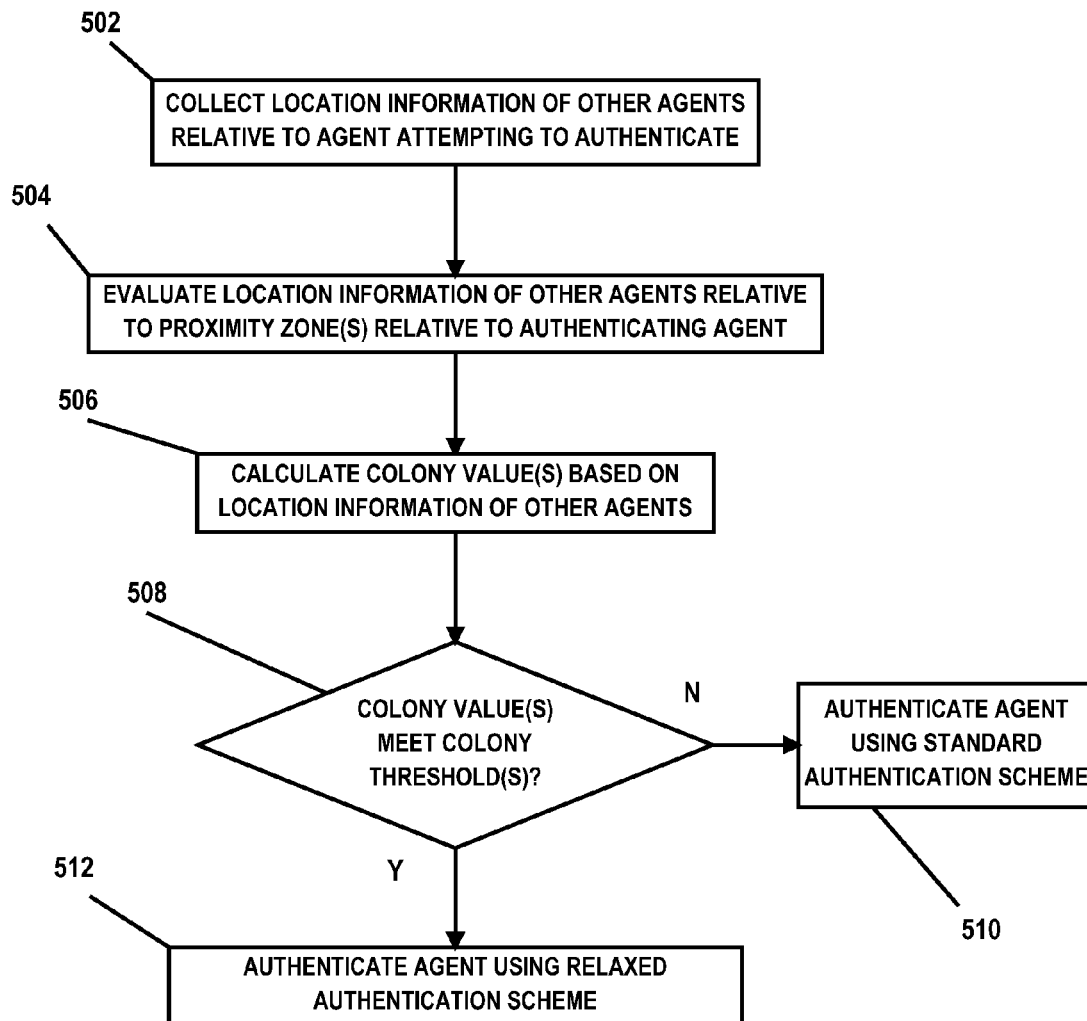 502
COLLECT LOCATION INFORMATION OF OTHER AGENTS
RELATIVE TO AGENT ATTEMPTING TO AUTHENTICATE
504
EVALUATE LOCATION INFORMATION OF OTHER AGENTS RELATIVE
TO PROXIMITY ZONE(S) RELATIVE TO AUTHENTICATING AGENT
506
CALCULATE COLONY VALUE(S) BASED ON
LOCATION INFORMATION OF OTHER AGENTS
508
COLONY VALUE(S)
MEET COLONY
THRESHOLD(S)?
N
AUTHENTICATE AGENT
USING STANDARD
AUTHENTICATION SCHEME
510
Y
512
AUTHENTICATE AGENT USING RELAXED
AUTHENTICATION SCHEME